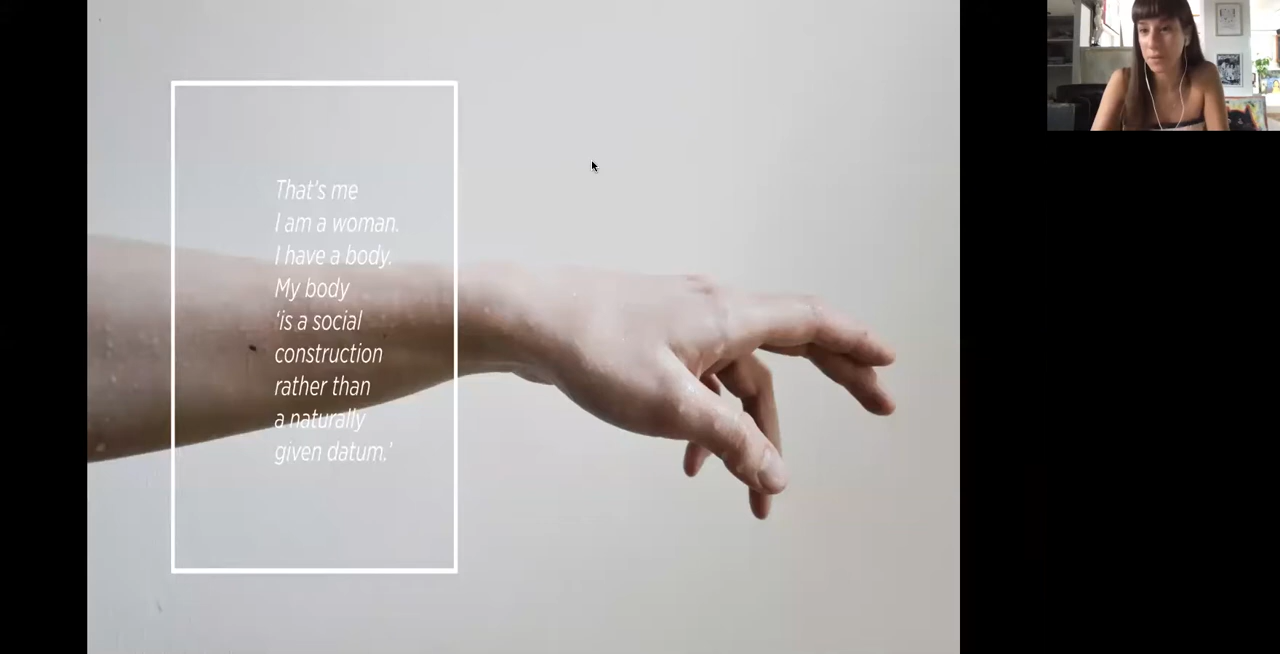 That's me
I am a woman.
I have a body.
My body
'is a social
construction
rather than
a naturally
given datum.'